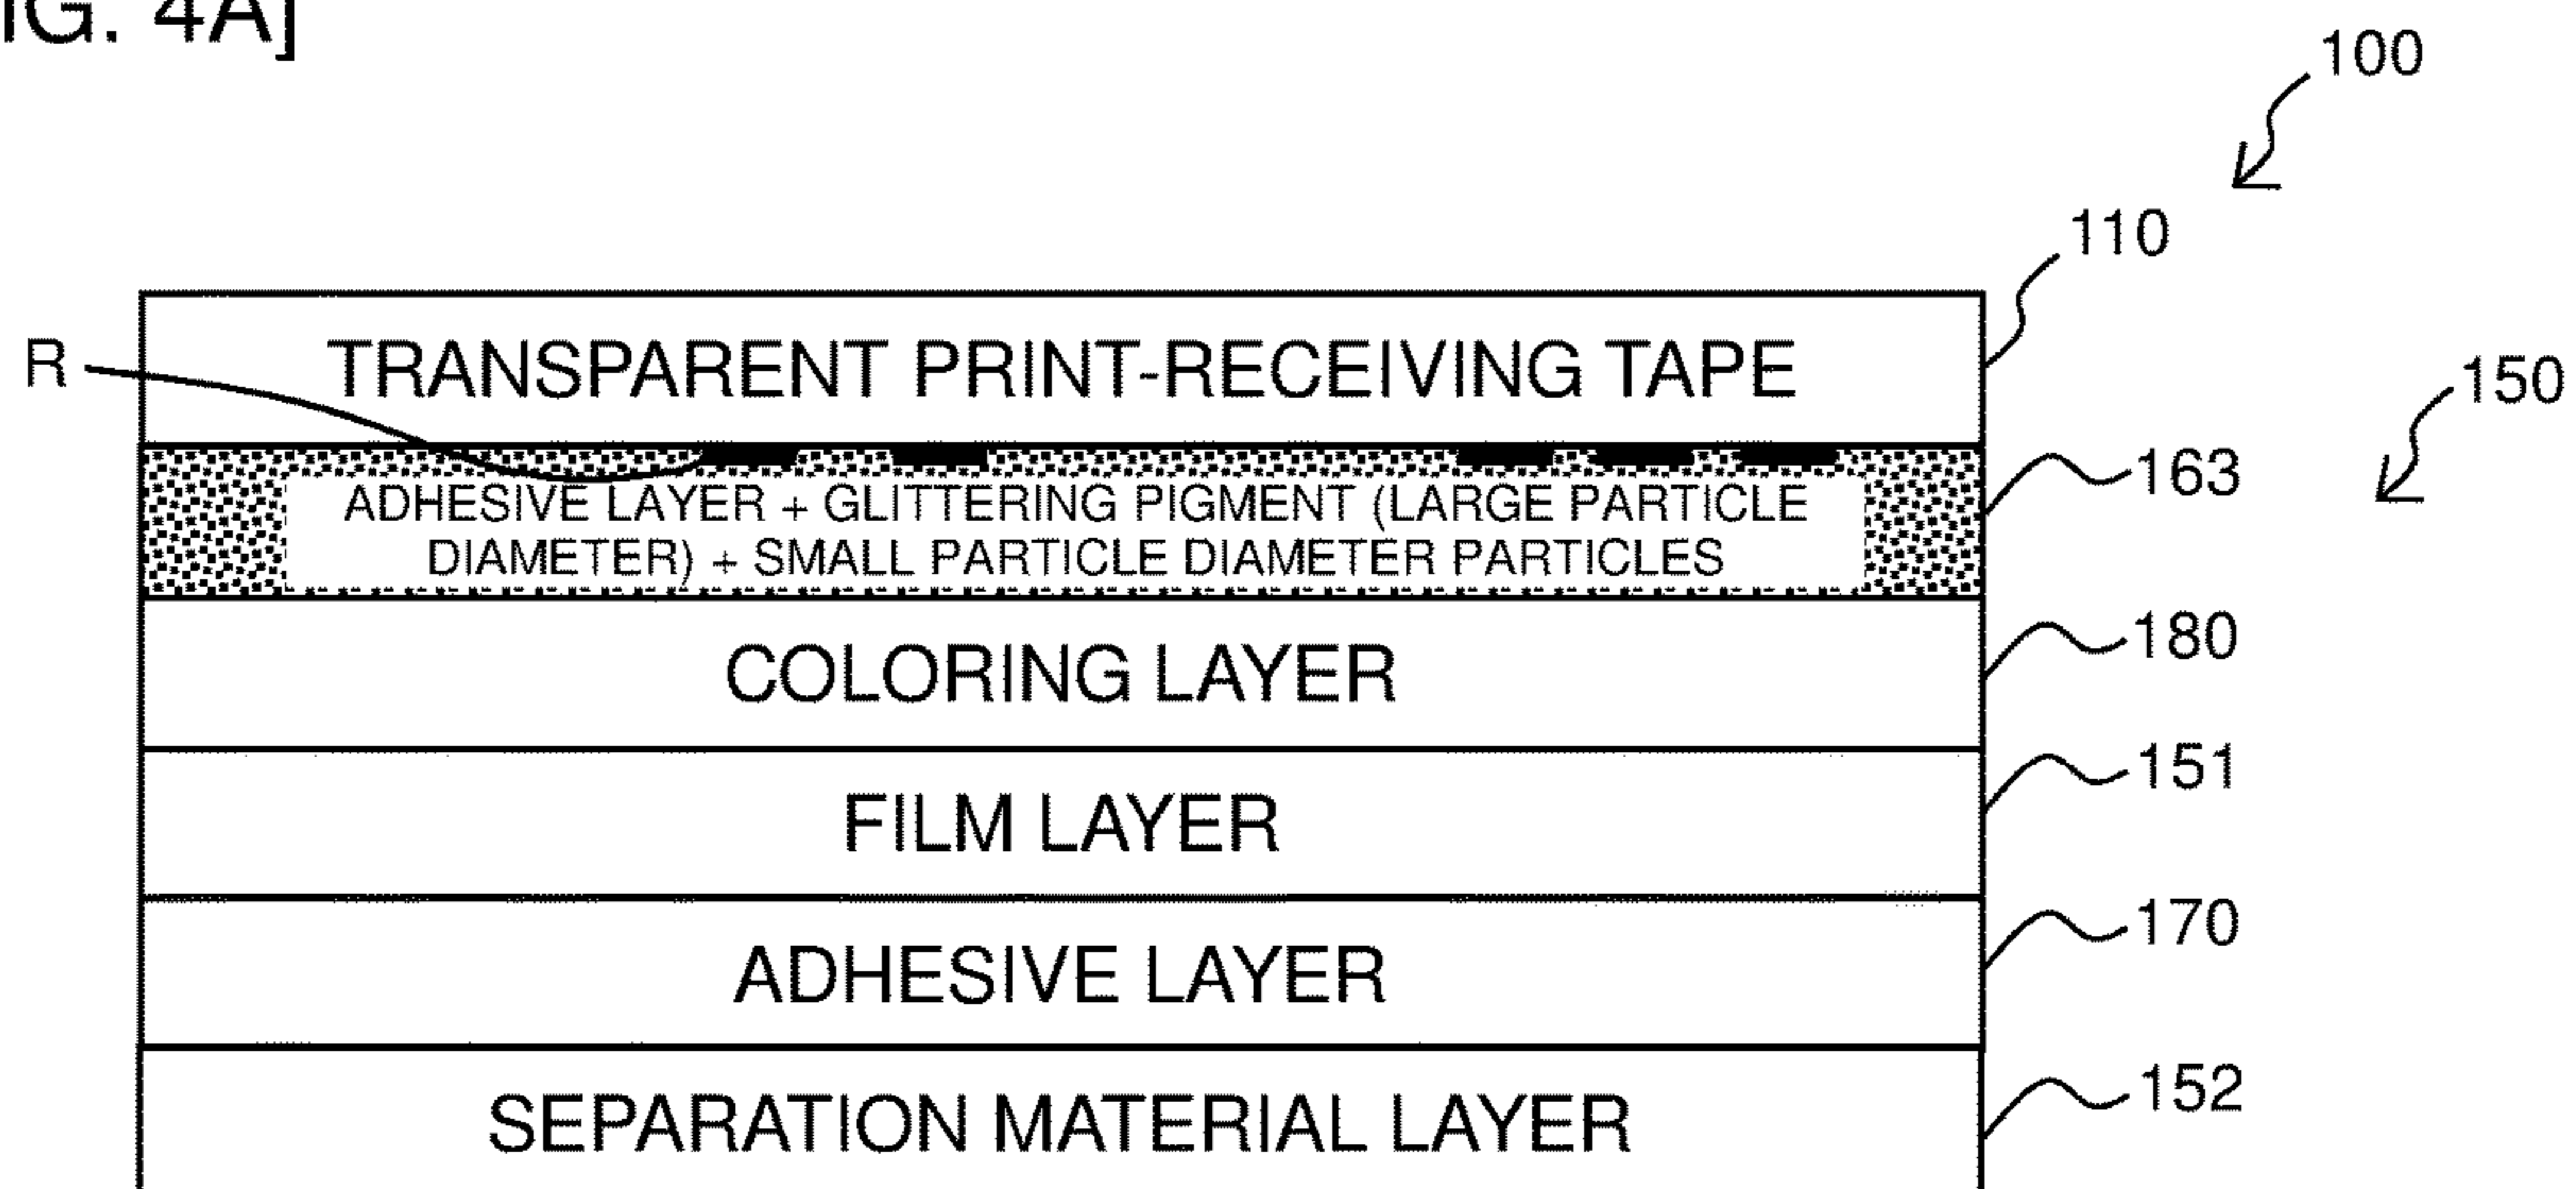 IG. 4A]
100
110
R
TRANSPARENT PRINT-RECEIVING TAPE
150
163
ADHESIVE LAYER + GLITTERING PIGMENT (LARGE PARTICLE
DIAMETER) + SMALL PARTICLE DIAMETER PARTICLES
180
COLORING LAYER
151
FILM LAYER
170
ADHESIVE LAYER
152
SEPARATION MATERIAL LAYER